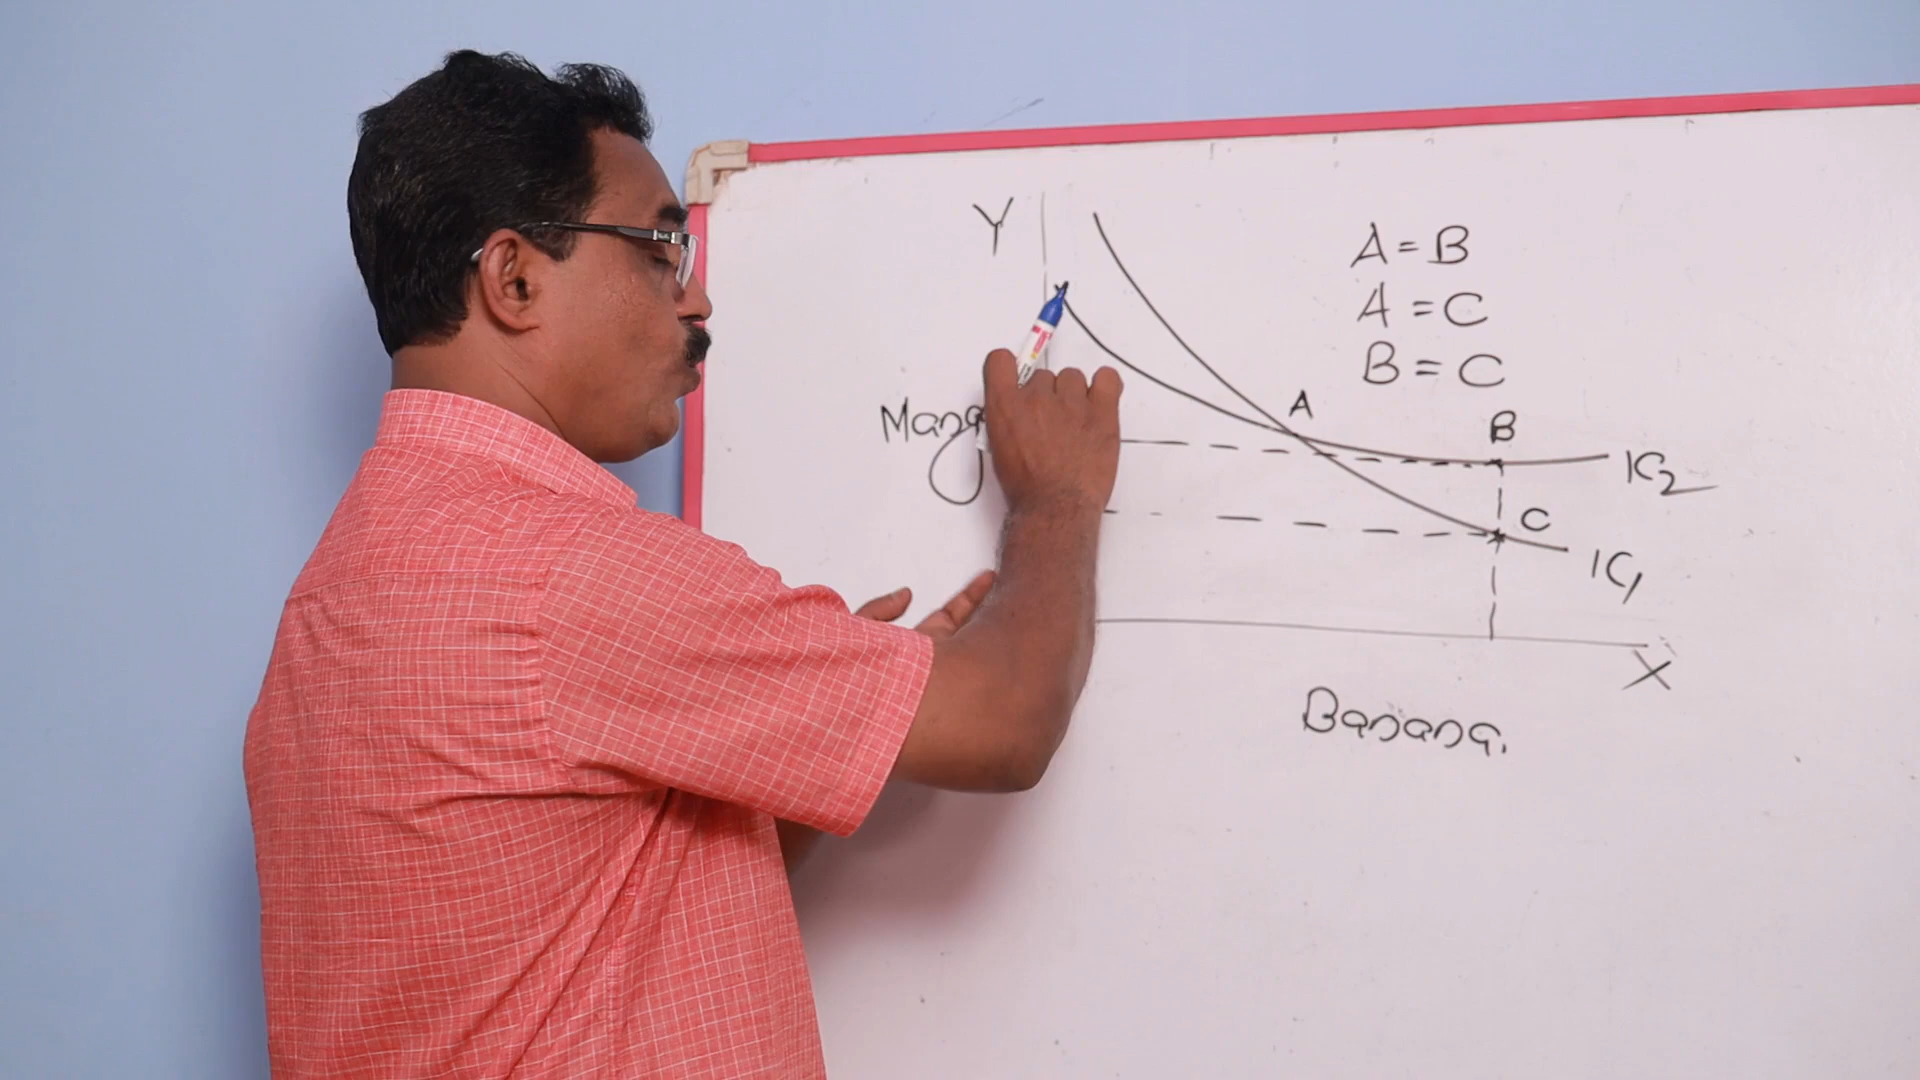 Y
A = B
A = C
B = C
A
B
IC2
C
IC1
X
Banana.